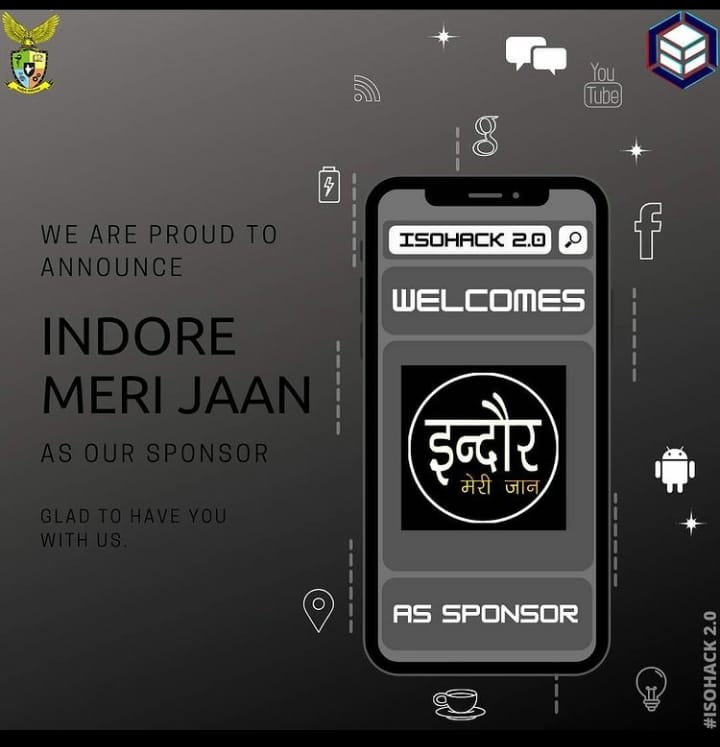 You
Tube
WE ARE PROUD TO
ANNOUNCE
INDORE
MERI JAAN
AS OUR SPONSOR
GLAD TO HAVE YOU
WITH US.
ISOHACK 2.0
WELCOMES
इन्दौर
मेरी जान
AS SPONSOR
#ISOHACK 2.0